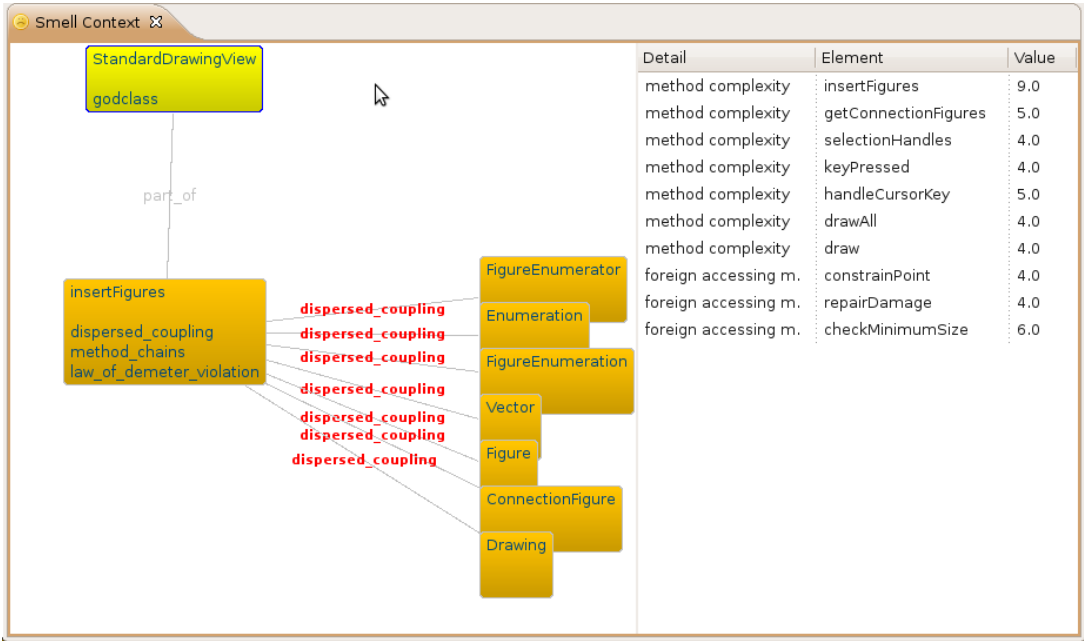 Smell Context
StandardDrawingView
godclass
part_of
insertFigures
dispersed_coupling
method_chains
law_of_demeter_violation
dispersed_coupling
dispersed_coupling
dispersed_coupling
dispersed_coupling
dispersed_coupling
dispersed_coupling
dispersed_coupling
FigureEnumerator
Enumeration
FigureEnumeration
Vector
Figure
ConnectionFigure
Drawing
Detail Element Value
method complexity insertFigures 9.0
method complexity getConnectionFigures 5.0
method complexity selectionHandles 4.0
method complexity keyPressed 4.0
method complexity handleCursorKey 5.0
method complexity drawAll 4.0
method complexity draw 4.0
foreign accessing m. constrainPoint 4.0
foreign accessing m. repairDamage 4.0
foreign accessing m. checkMinimumSize 6.0